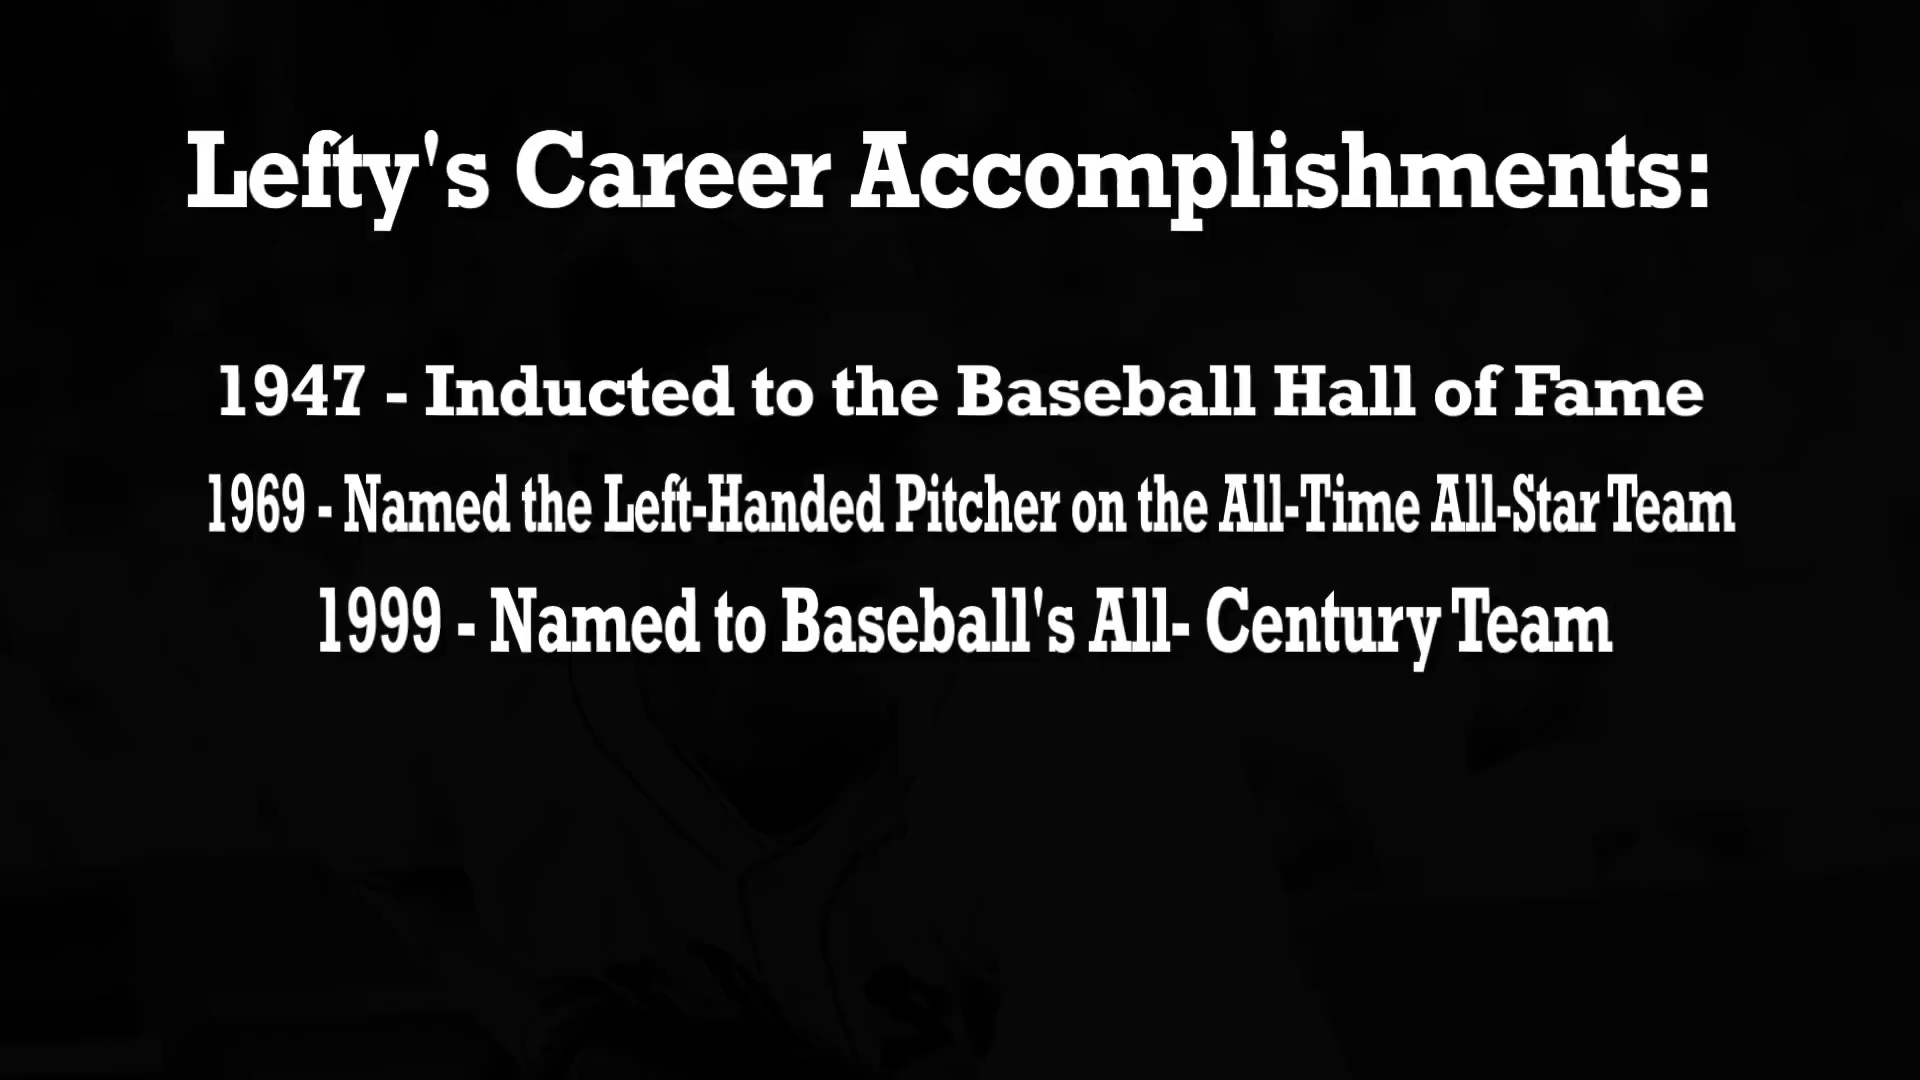 Lefty's Career Accomplishments:
1947 - Inducted to the Baseball Hall of Fame
1969 - Named the Left-Handed Pitcher on the All-Time All-Star Team
1999 - Named to Baseball's All- Century Team